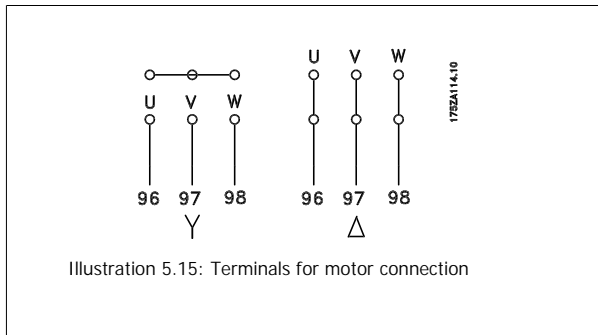 U V W
U V W
96 97 98
96 97 98
Y
Δ
175ZA114.10
Illustration 5.15: Terminals for motor connection